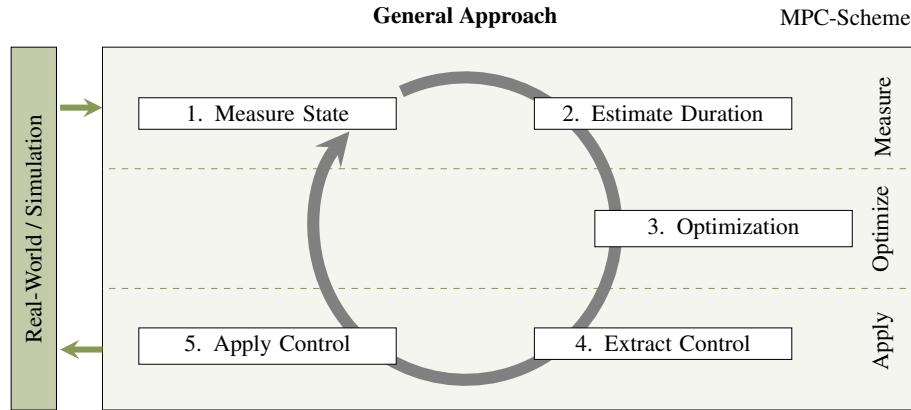 General Approach
MPC-Scheme
Real-World / Simulation
1. Measure State
2. Estimate Duration
Measure
3. Optimization
Optimize
5. Apply Control
4. Extract Control
Apply